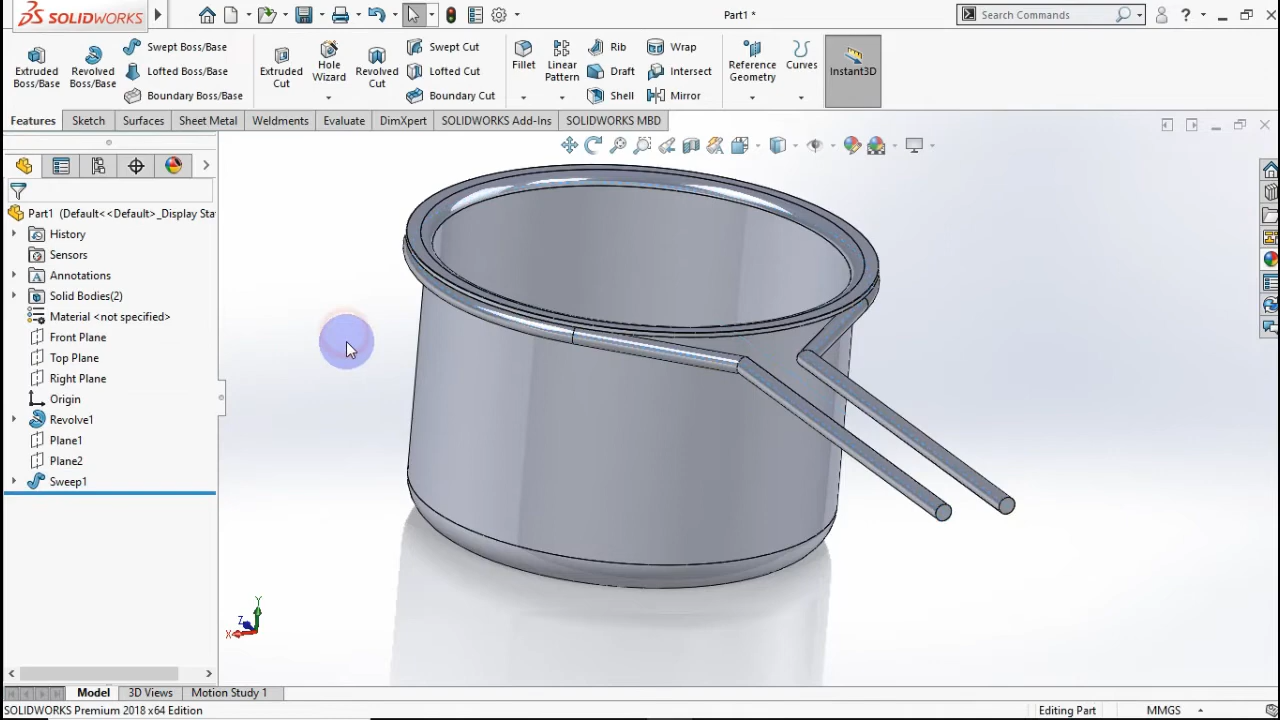 SOLIDWORKS
Part1 *
Search Commands
?
Extruded Boss/Base
Revolved Boss/Base
Swept Boss/Base
Lofted Boss/Base
Boundary Boss/Base
Extruded Cut
Hole Wizard
Revolved Cut
Swept Cut
Lofted Cut
Boundary Cut
Fillet
Linear Pattern
Rib
Draft
Shell
Wrap
Intersect
Mirror
Reference Geometry
Curves
Instant3D
Features
Sketch
Surfaces
Sheet Metal
Weldments
Evaluate
DimXpert
SOLIDWORKS Add-Ins
SOLIDWORKS MBD
Part1 (Default<<Default>_Display Sta
History
Sensors
Annotations
Solid Bodies(2)
Material <not specified>
Front Plane
Top Plane
Right Plane
Origin
Revolve1
Plane1
Plane2
Sweep1
Y
Z
X
Model
3D Views
Motion Study 1
SOLIDWORKS Premium 2018 x64 Edition
Editing Part
MMGS